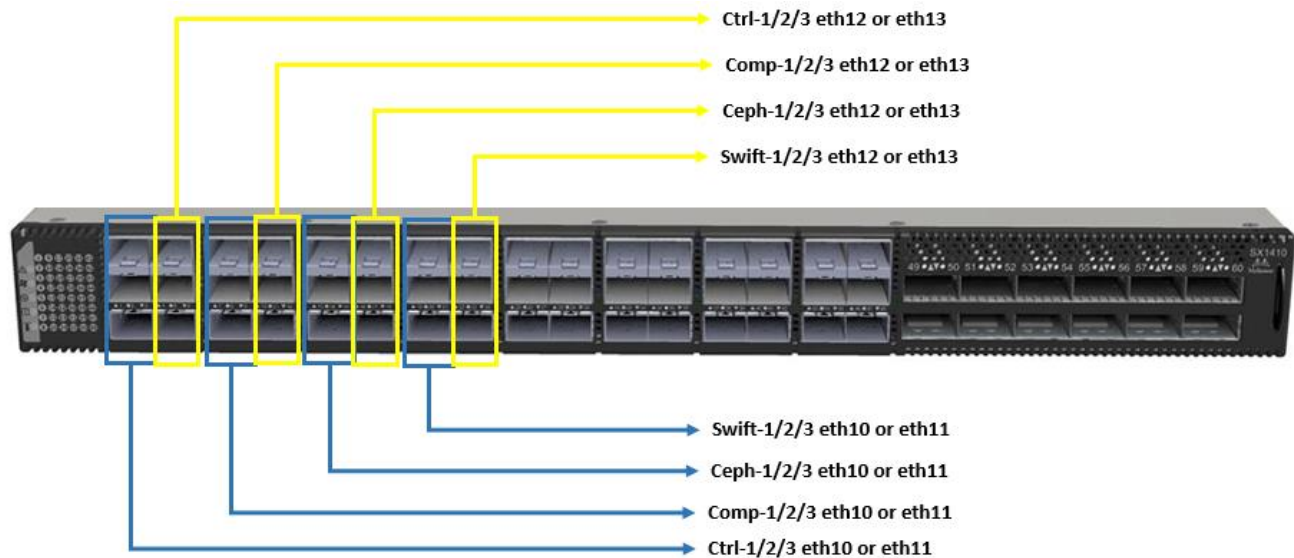 Ctrl-1/2/3 eth12 or eth13
Comp-1/2/3 eth12 or eth13
Ceph-1/2/3 eth12 or eth13
Swift-1/2/3 eth12 or eth13
SX1410
49 50 51 52 53 54 55 56 57 58 59 60
Mellanox
Swift-1/2/3 eth10 or eth11
Ceph-1/2/3 eth10 or eth11
Comp-1/2/3 eth10 or eth11
Ctrl-1/2/3 eth10 or eth11